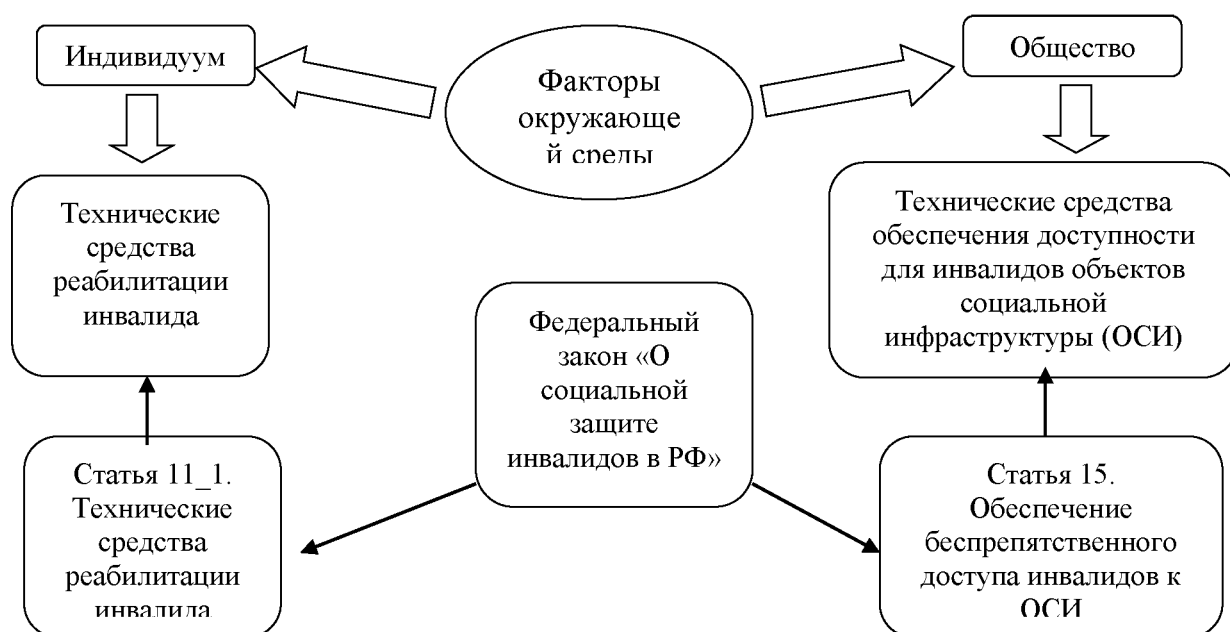 Индивидуум
Факторы
окружающе
й среды
Общество
Технические
средства
реабилитации
инвалида
Технические средства
обеспечения доступности
для инвалидов объектов
социальной
инфраструктуры (ОСИ)
Федеральный
закон «О
социальной
защите
инвалидов в РФ»
Статья 11_1.
Технические
средства
реабилитации
инвалида
Статья 15.
Обеспечение
беспрепятственного
доступа инвалидов к
ОСИ